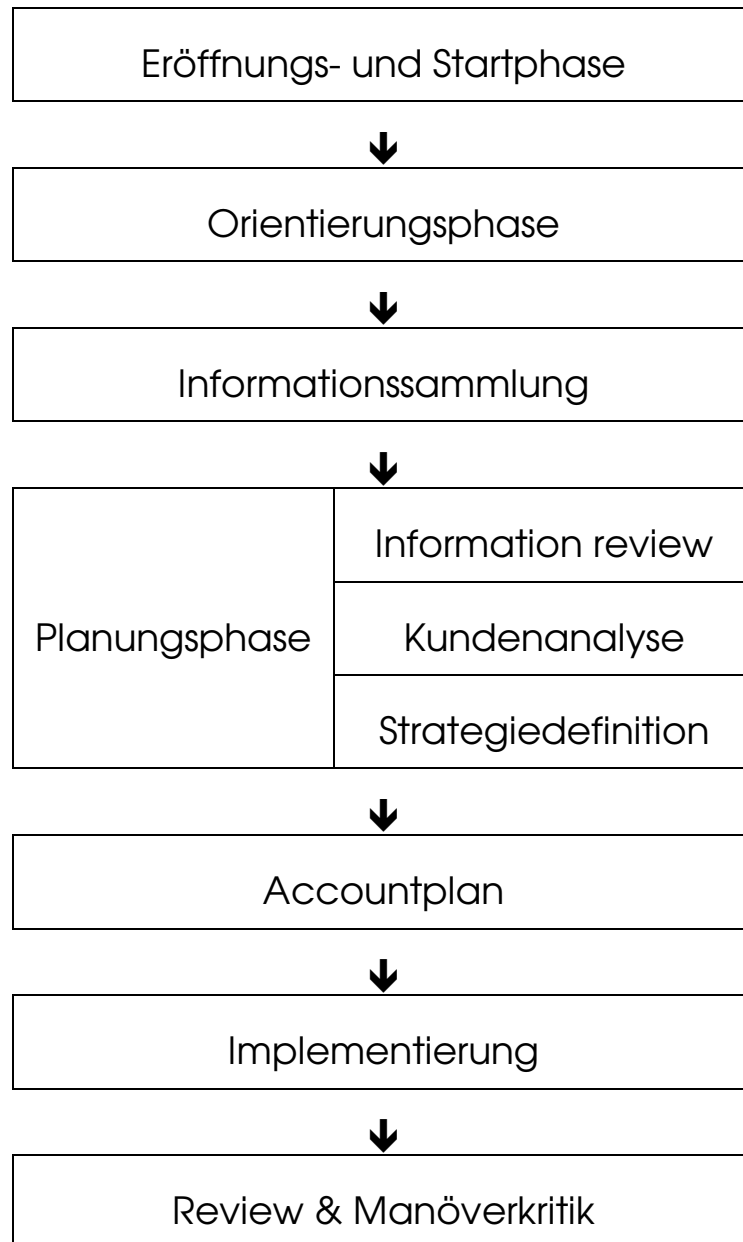 Eröffnungs- und Startphase
Orientierungsphase
Informationssammlung
Planungsphase
Information review
Kundenanalyse
Strategiedefinition
Accountplan
Implementierung
Review & Manöverkritik